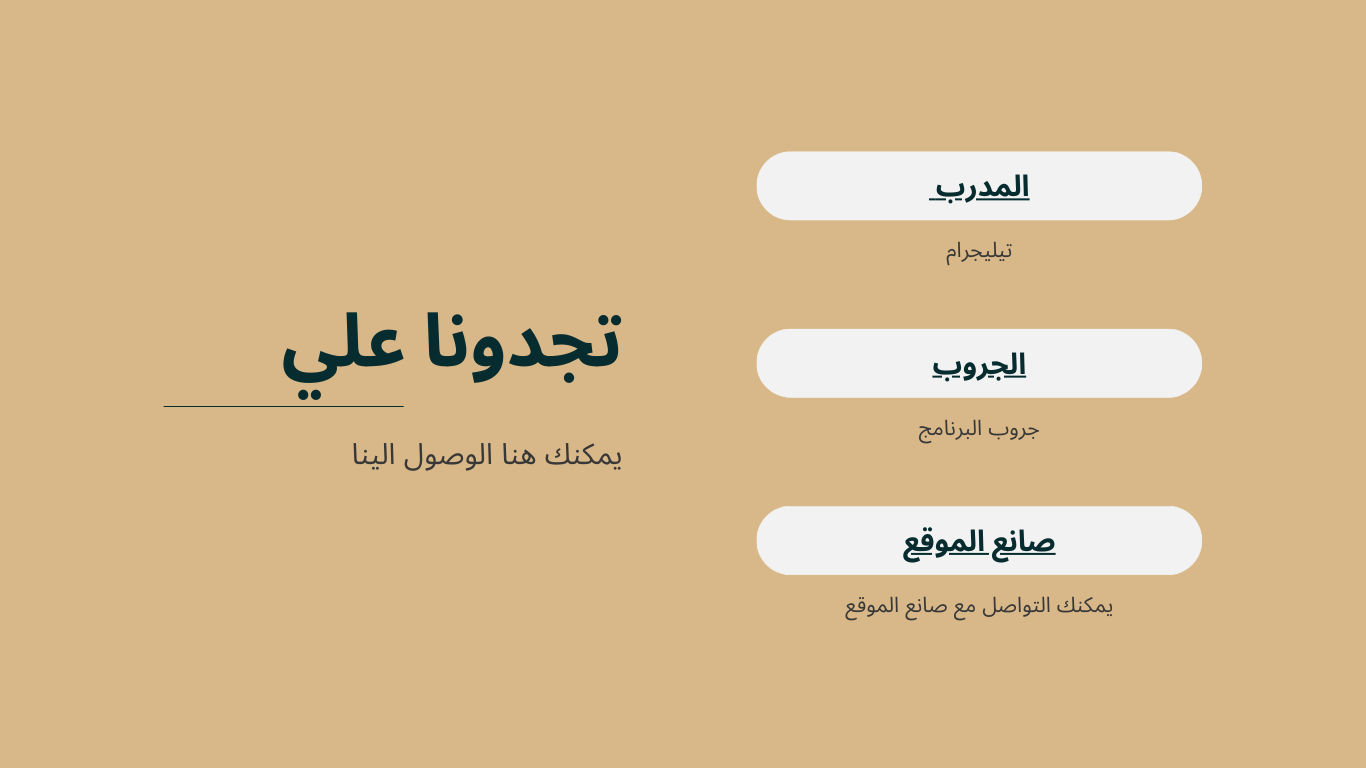 المدرب
تيليجرام
الجروب
جروب البرنامج
صانع الموقع
يمكنك التواصل مع صانع الموقع
تجدونا علي
يمكنك هنا الوصول الينا